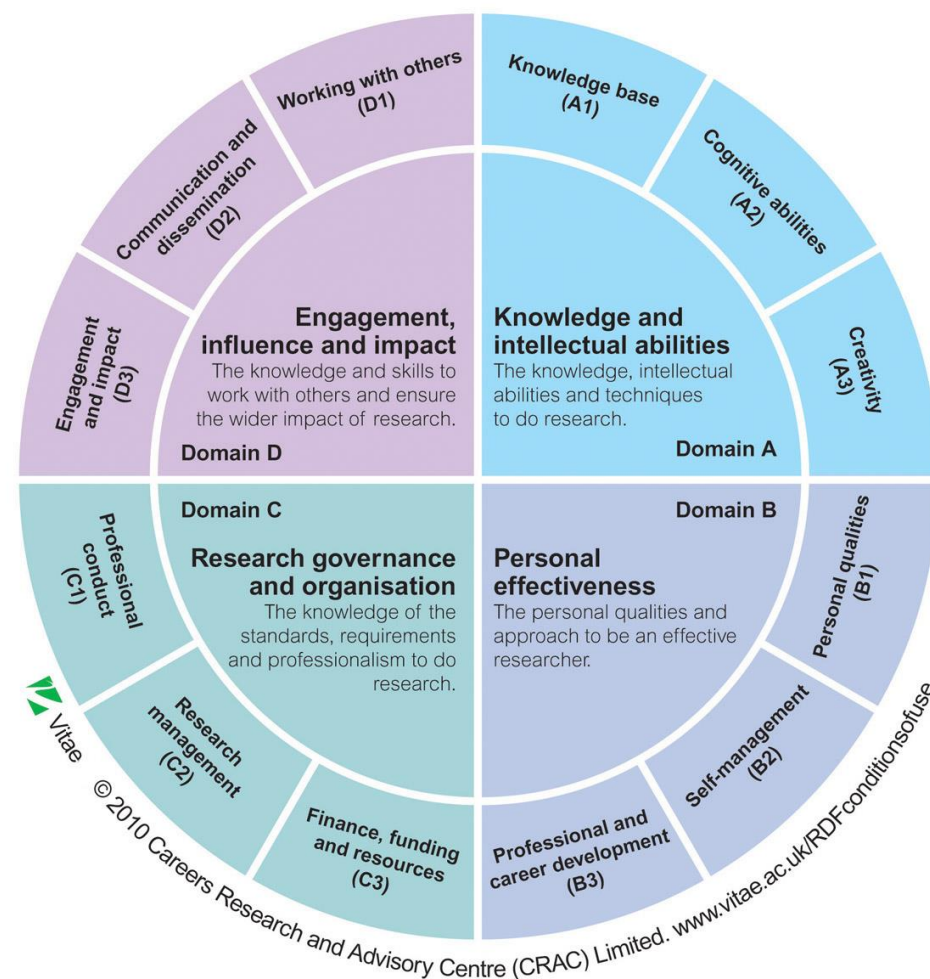 Working with others
(D1)
Knowledge base
(A1)
Communication and
dissemination
(D2)
Cognitive abilities
(A2)
Engagement
and impact
(D3)
Creativity
(A3)
Engagement,
influence and impact
The knowledge and skills to
work with others and ensure
the wider impact of research.
Domain D
Knowledge and
intellectual abilities
The knowledge, intellectual
abilities and techniques
to do research.
Domain A
Domain C
Research governance
and organisation
The knowledge of the
standards, requirements
and professionalism to do
research.
Domain B
Personal
effectiveness
The personal qualities and
approach to be an effective
researcher.
Professional
conduct
(C1)
Personal qualities
(B1)
Research
management
(C2)
Self-management
(B2)
Finance, funding
and resources
(C3)
Professional and
career development
(B3)
Vitae © 2010 Careers Research and Advisory Centre (CRAC) Limited. www.vitae.ac.uk/RDFconditionsofuse